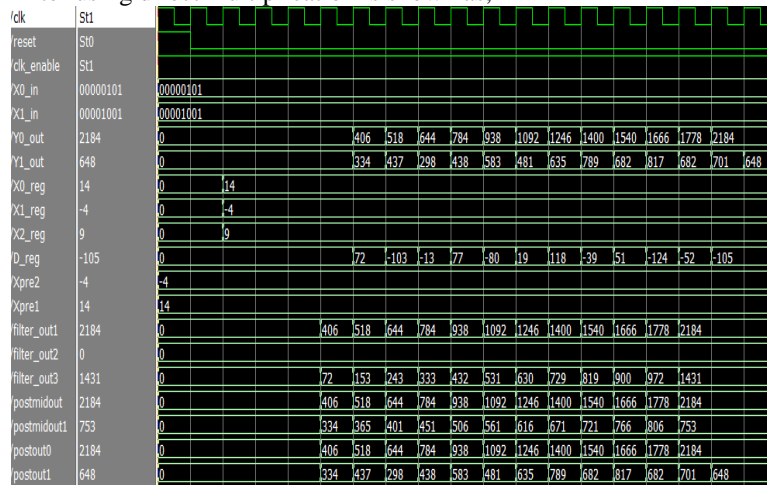 /clk St1
/reset St0
/clk_enable St1
/X0_in 00000101 00000101
/X1_in 00001001 00001001
/Y0_out 2184 0 406 518 644 784 938 1092 1246 1400 1540 1666 1778 2184
/Y1_out 648 0 334 437 298 438 583 481 635 789 682 817 682 701 648
/X0_reg 14 0 14
/X1_reg -4 0 -4
/X2_reg 9 0 9
/D_reg -105 0 72 -103 -13 77 -80 19 118 -39 51 -124 -52 -105
/Xpre2 -4 -4
/Xpre1 14 14
/filter_out1 2184 0 406 518 644 784 938 1092 1246 1400 1540 1666 1778 2184
/filter_out2 0 0
/filter_out3 1431 0 72 153 243 333 432 531 630 729 819 900 972 1431
/postmidout 2184 0 406 518 644 784 938 1092 1246 1400 1540 1666 1778 2184
/postmidout1 753 0 334 365 401 451 506 561 616 671 721 766 806 753
/postout0 2184 0 406 518 644 784 938 1092 1246 1400 1540 1666 1778 2184
/postout1 648 0 334 437 298 438 583 481 635 789 682 817 682 701 648